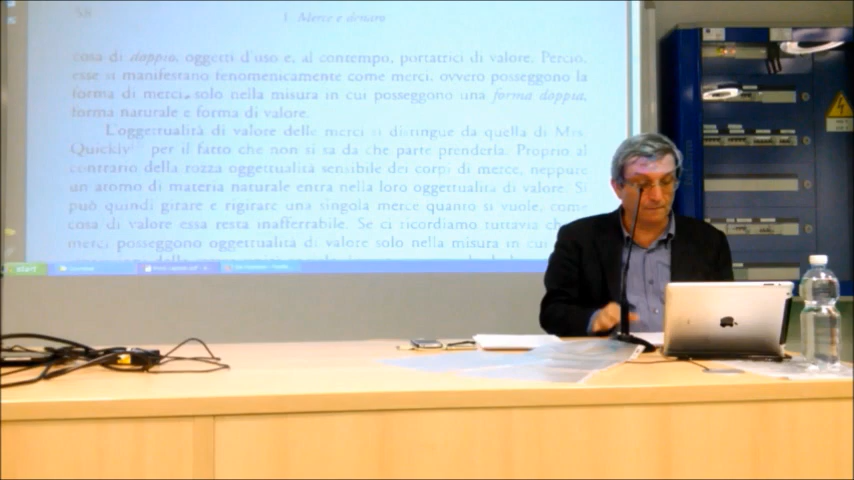 58 1. Merce e denaro
cosa di doppio, oggetti d'uso e, al contempo, portatrici di valore. Perciò,
esse si manifestano fenomenicamente come merci, ovvero posseggono la
forma di merci, solo nella misura in cui posseggono una forma doppia,
forma naturale e forma di valore.
L'oggettualità di valore delle merci si distingue da quella di Mrs.
Quickly per il fatto che non si sa da che parte prenderla. Proprio al
contrario della rozza oggettualità sensibile dei corpi di merce, neppure
un atomo di materia naturale entra nella loro oggettualità di valore. Si
può quindi girare e rigirare una singola merce quanto si vuole, come
cosa di valore essa resta inafferrabile. Se ci ricordiamo tuttavia che
merci posseggono oggettualità di valore solo nella misura in cui
start